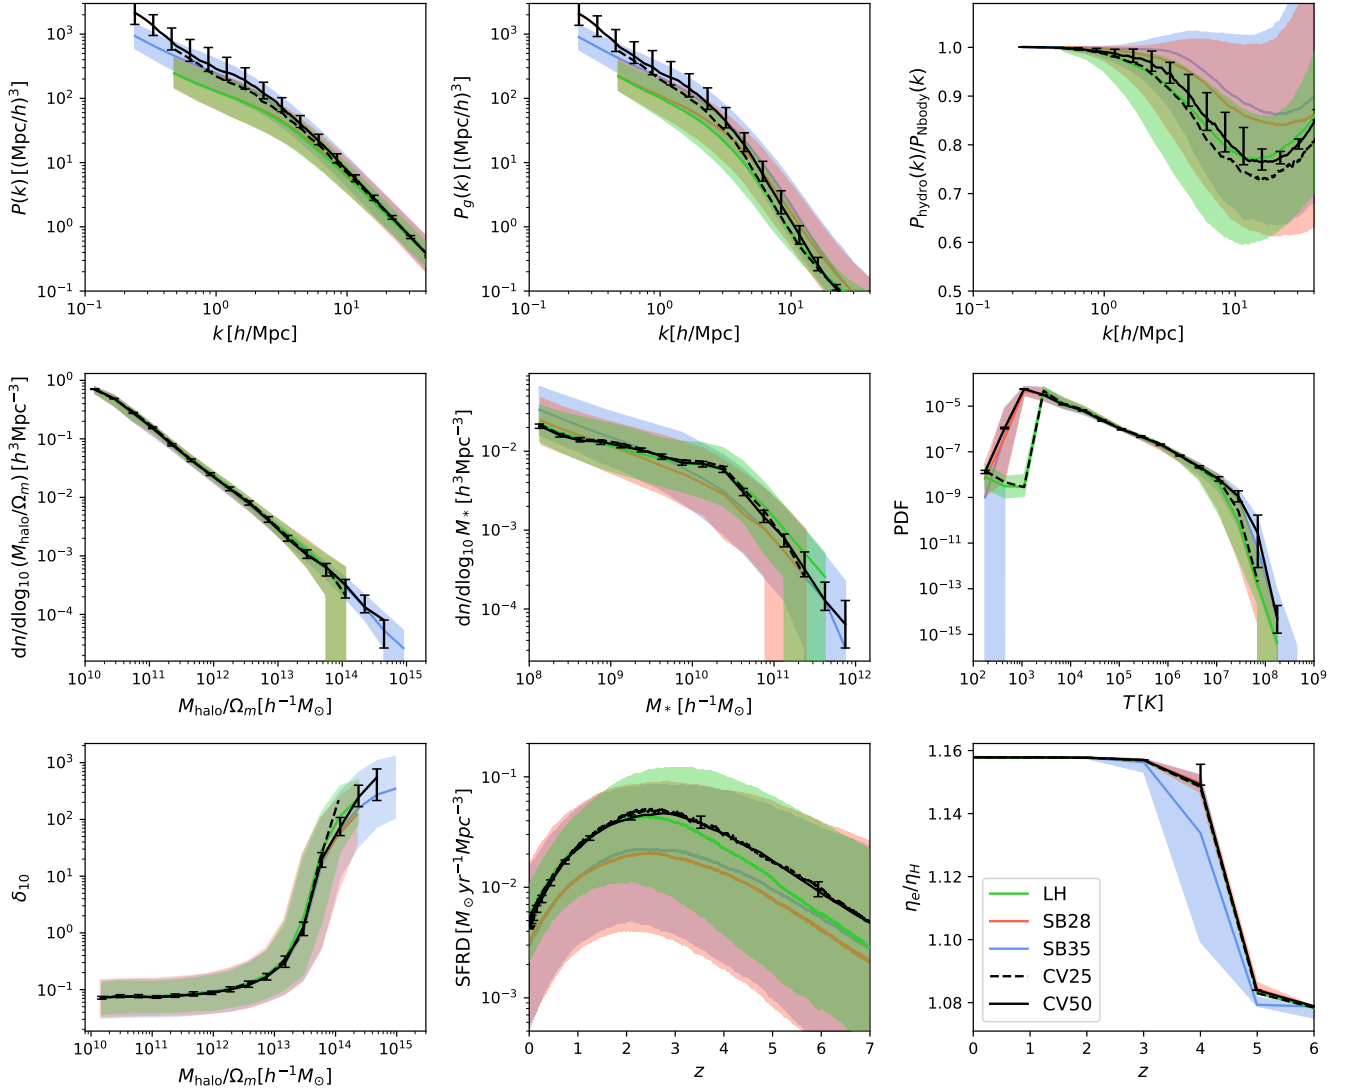 P(k) [(Mpc/h)³]
10³
10²
10¹
10⁰
10⁻¹
10⁻¹ 10⁰ 10¹
k [h/Mpc]
P_g(k) [(Mpc/h)³]
10³
10²
10¹
10⁰
10⁻¹
10⁻¹ 10⁰ 10¹
k[h/Mpc]
P_hydro(k)/P_Nbody(k)
1.0
0.9
0.8
0.7
0.6
0.5
10⁻¹ 10⁰ 10¹
k[h/Mpc]
dn/dlog₁₀ (M_halo/Ω_m) [h³Mpc⁻³]
10⁰
10⁻¹
10⁻²
10⁻³
10⁻⁴
10¹⁰ 10¹¹ 10¹² 10¹³ 10¹⁴ 10¹⁵
M_halo/Ω_m[h⁻¹M_⊙]
dn/dlog₁₀ M_* [h³Mpc⁻³]
10⁻²
10⁻³
10⁻⁴
10⁸ 10⁹ 10¹⁰ 10¹¹ 10¹²
M_* [h⁻¹M_⊙]
PDF
10⁻⁵
10⁻⁷
10⁻⁹
10⁻¹¹
10⁻¹³
10⁻¹⁵
10² 10³ 10⁴ 10⁵ 10⁶ 10⁷ 10⁸ 10⁹
T [K]
δ₁₀
10³
10²
10¹
10⁰
10⁻¹
10¹⁰ 10¹¹ 10¹² 10¹³ 10¹⁴ 10¹⁵
M_halo/Ω_m[h⁻¹M_⊙]
SFRD [M_⊙yr⁻¹Mpc⁻³]
10⁻¹
10⁻²
10⁻³
0 1 2 3 4 5 6 7
z
η_e/η_H
1.16
1.14
1.12
1.10
1.08
LH
SB28
SB35
CV25
CV50
0 1 2 3 4 5 6
z